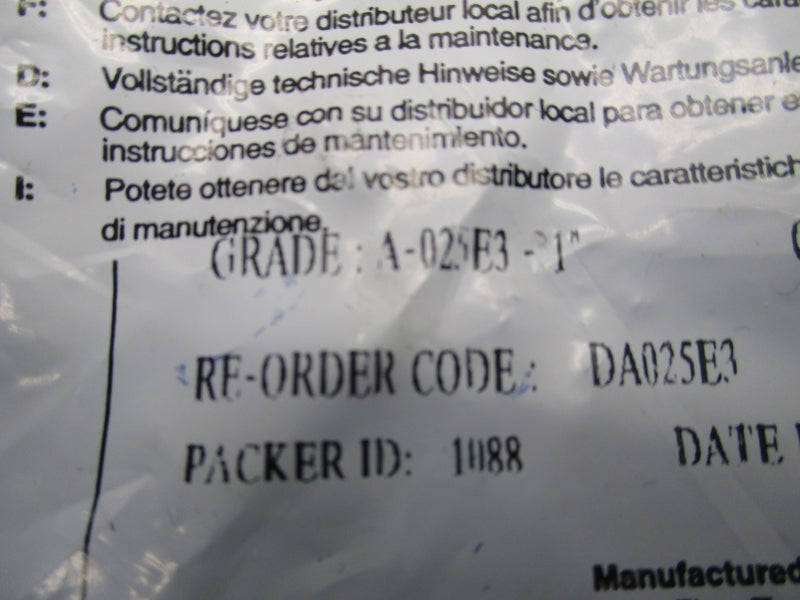 F: Contactez votre distributeur local afin d'obtenir les
instructions relatives a la maintenance.
D: Vollständige technische Hinweise sowie
E: Comuníquese con su distribuidor local para obtener
instrucciones de mantenimiento.
I: Potete ottenere dal vostro distributore le
di manutenzione.
GRADE : A-025E3 - 1"
RE-ORDER CODE : DA025E3
PACKER ID: 1088
DATE
Manufactured